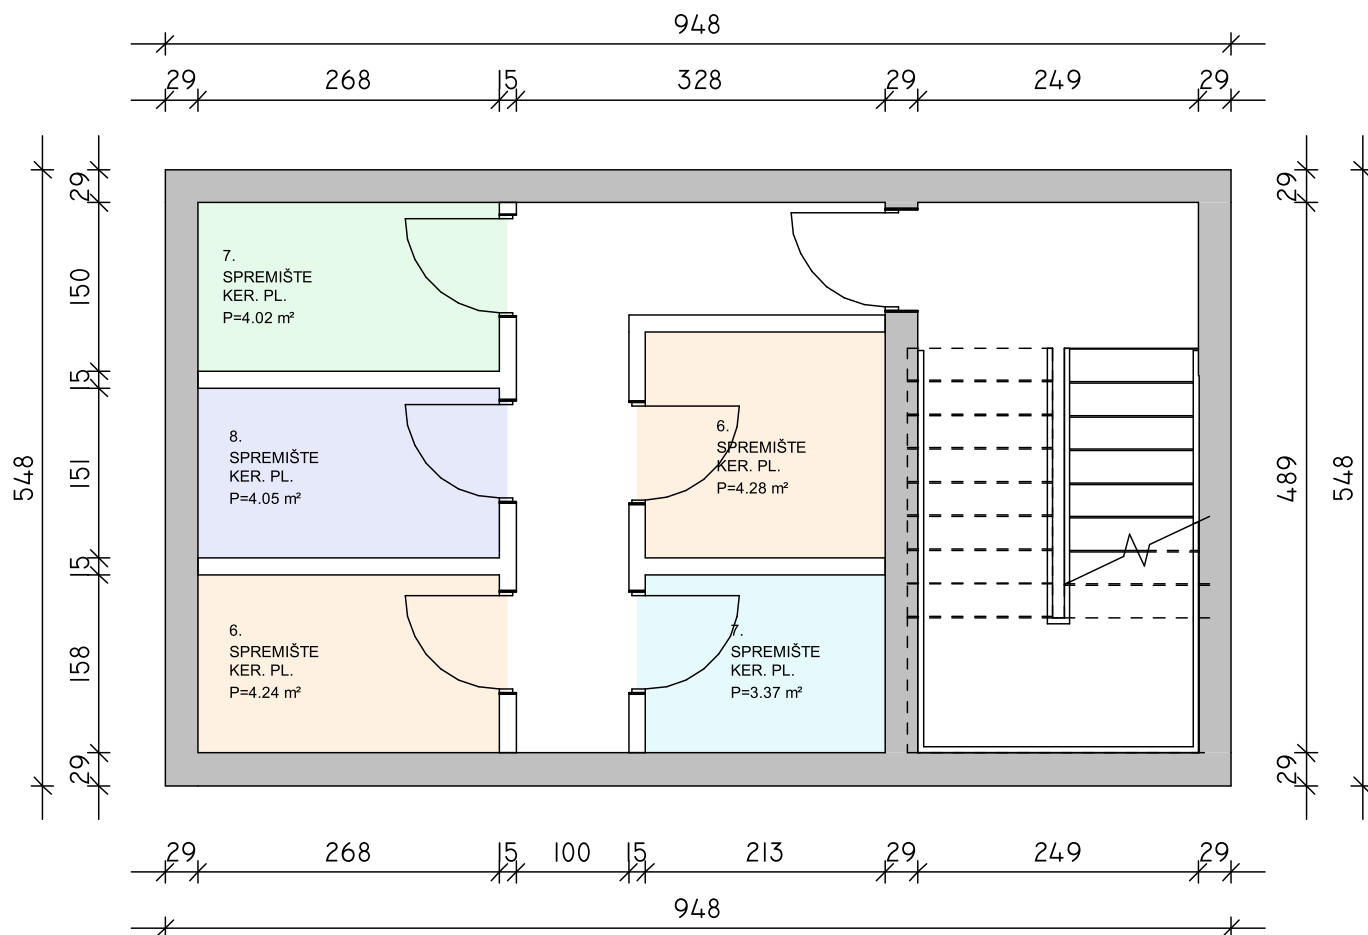 948
29 268 15 328 29 249 29
7.
SPREMIŠTE
KER. PL.
P=4.02 m²
8.
SPREMIŠTE
KER. PL.
P=4.05 m²
6.
SPREMIŠTE
KER. PL.
P=4.24 m²
6.
SPREMIŠTE
KER. PL.
P=4.28 m²
7.
SPREMIŠTE
KER. PL.
P=3.37 m²
548
29
150
15
151
15
158
29
29
489
29
548
29 268 15 100 15 213 29 249 29
948